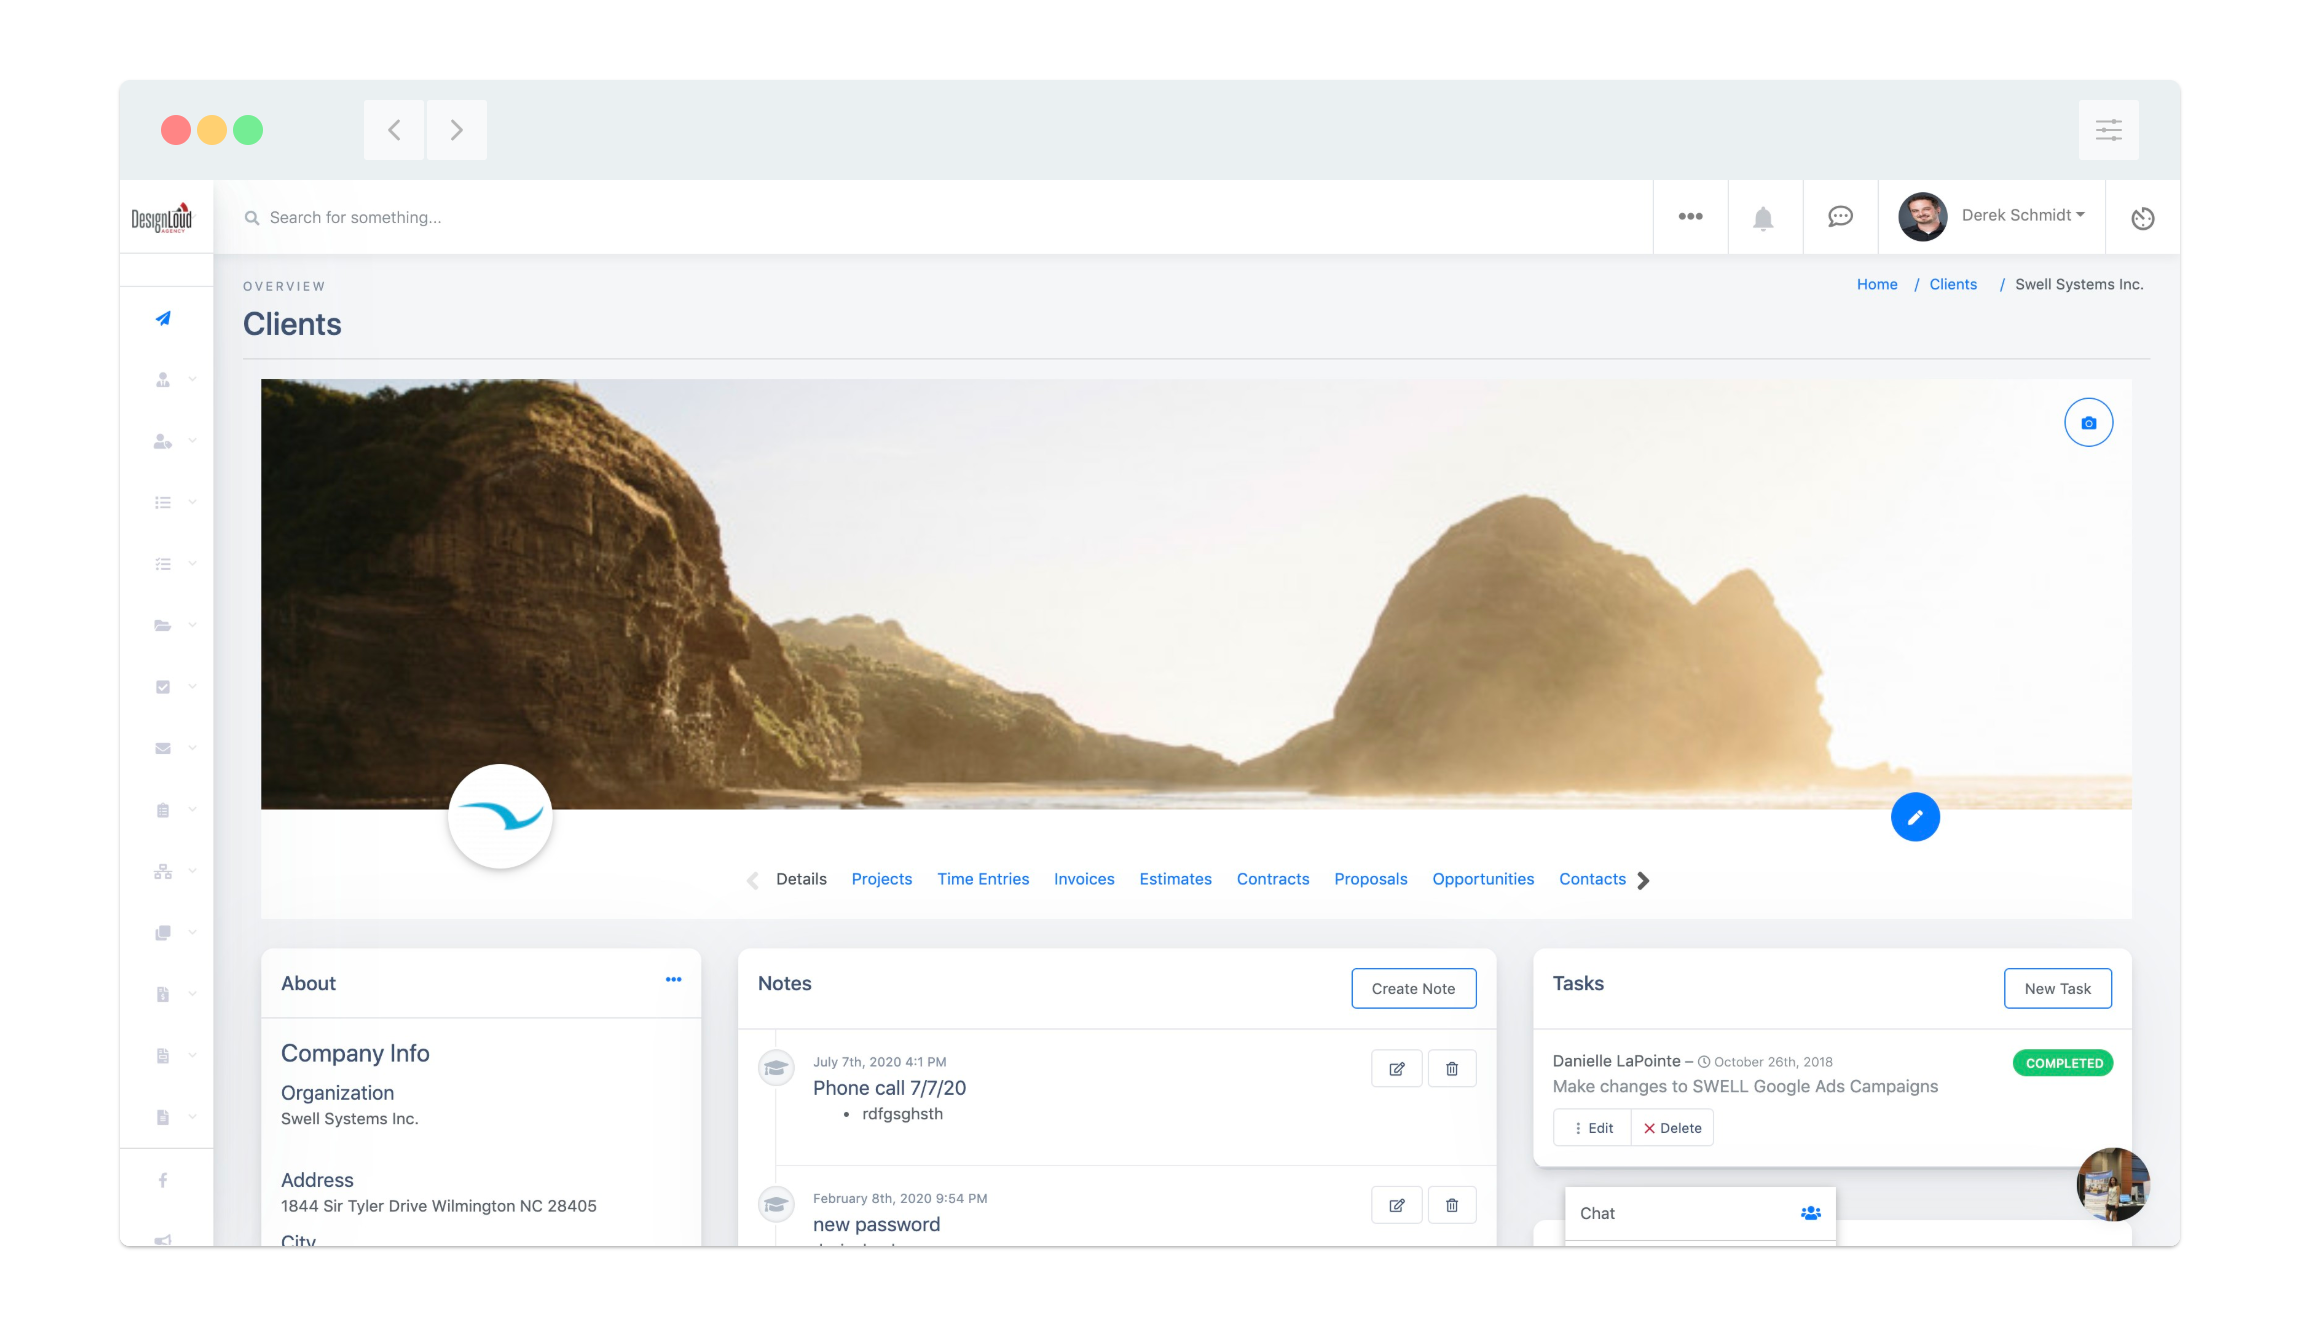 DesignLoud
AGENCY
Search for something...
Derek Schmidt
OVERVIEW
Clients
Home / Clients / Swell Systems Inc.
Details Projects Time Entries Invoices Estimates Contracts Proposals Opportunities Contacts
About
Company Info
Organization
Swell Systems Inc.
Address
1844 Sir Tyler Drive Wilmington NC 28405
City
Notes
Create Note
July 7th, 2020 4:1 PM
Phone call 7/7/20
• rdfgsghsth
February 8th, 2020 9:54 PM
new password
Tasks
New Task
Danielle LaPointe – October 26th, 2018
COMPLETED
Make changes to SWELL Google Ads Campaigns
Edit
Delete
Chat